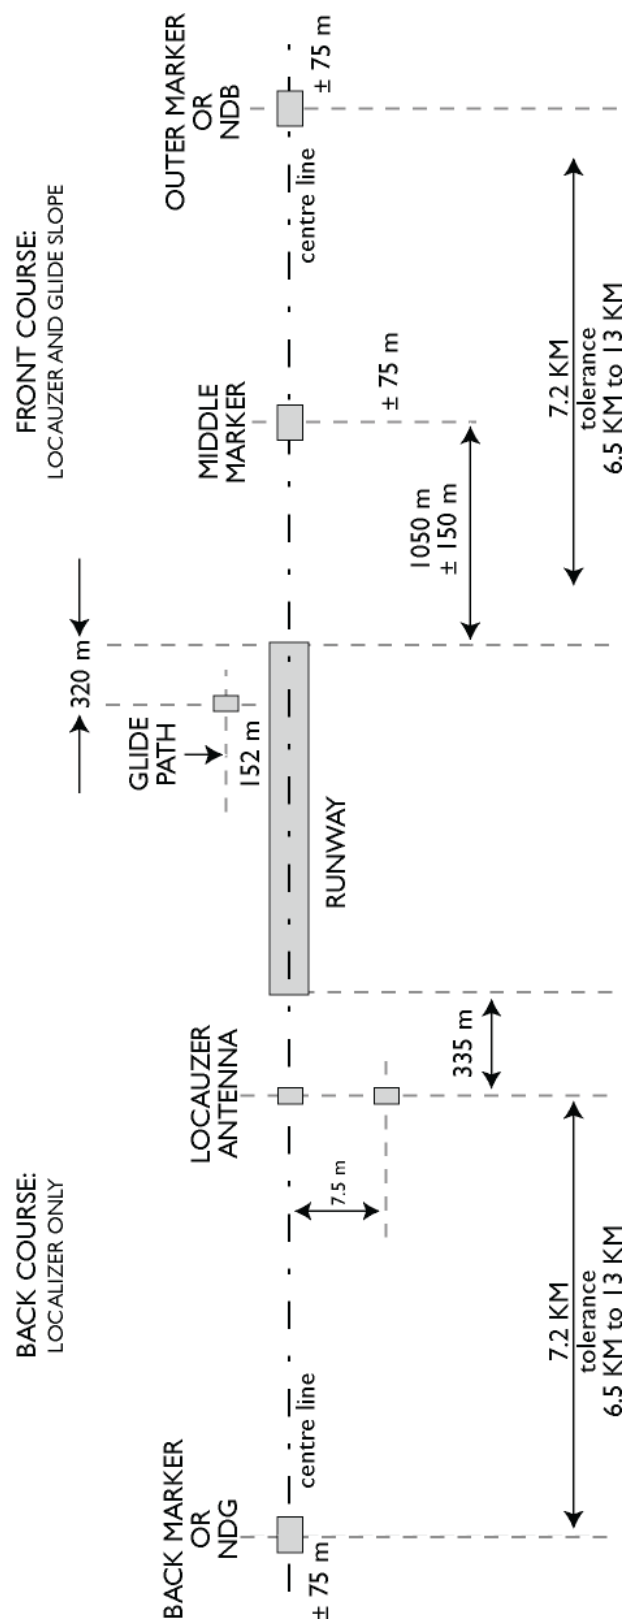 BACK COURSE:
LOCALIZER ONLY
FRONT COURSE:
LOCAUZER AND GLIDE SLOPE
320 m
BACK MARKER
OR
NDG
LOCAUZER
ANTENNA
GLIDE
PATH
152 m
MIDDLE
MARKER
OUTER MARKER
OR
NDB
centre line
centre line
± 75 m
7.5 m
RUNWAY
± 75 m
± 75 m
335 m
1050 m
± 150 m
7.2 KM
tolerance
6.5 KM to 13 KM
7.2 KM
tolerance
6.5 KM to 13 KM